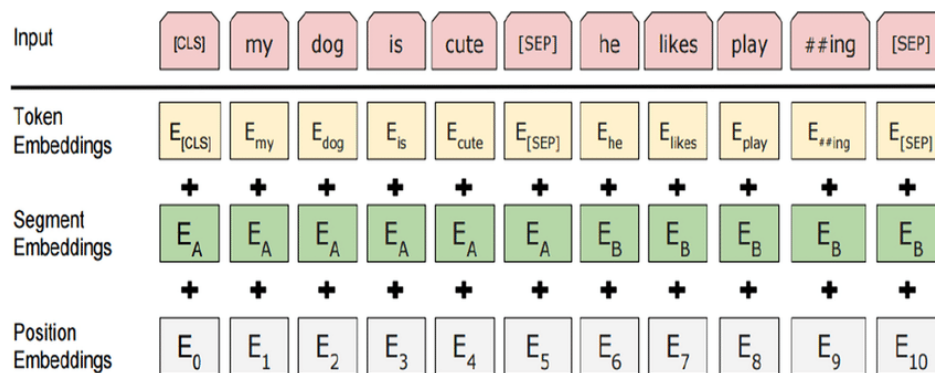 Input [CLS] my dog is cute [SEP] he likes play ##ing [SEP]
Token Embeddings E[CLS] Emy Edog Eis Ecute E[SEP] Ehe Elikes Eplay E##ing E[SEP]
+ + + + + + + + + + +
Segment Embeddings EA EA EA EA EA EA EB EB EB EB EB
+ + + + + + + + + + +
Position Embeddings E0 E1 E2 E3 E4 E5 E6 E7 E8 E9 E10